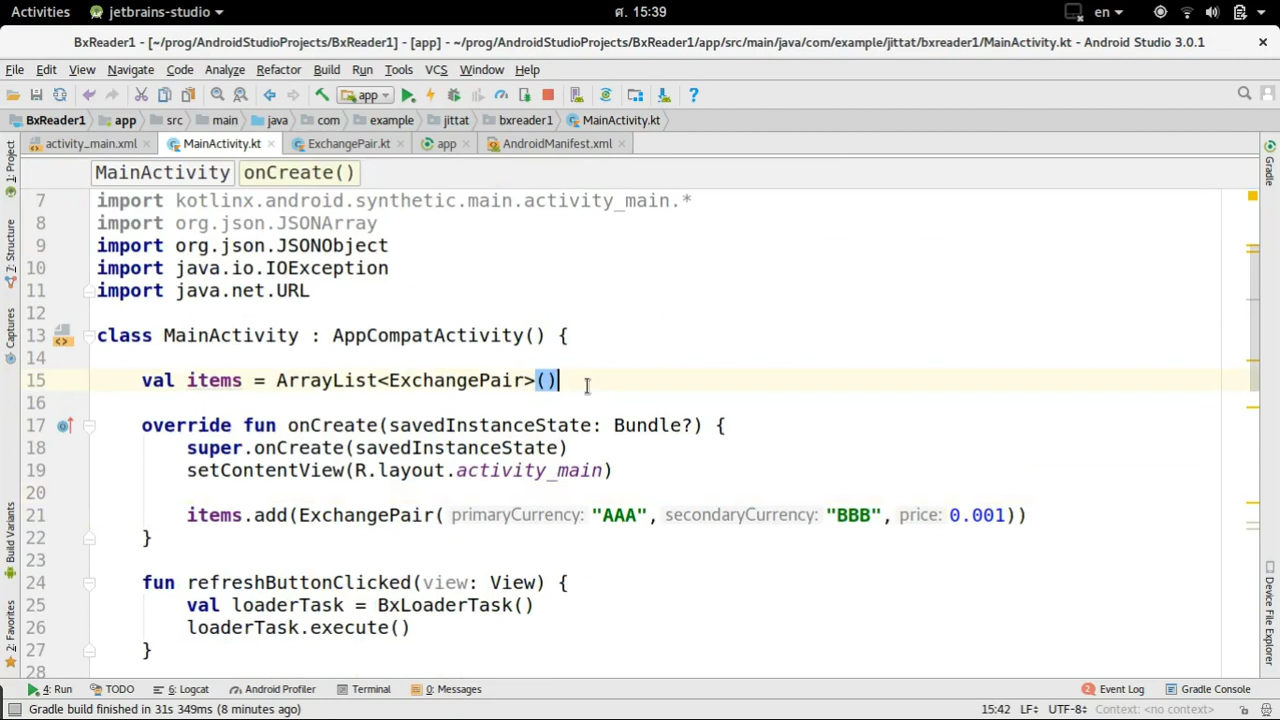 Activities jetbrains-studio ศ. 15:39 en
BxReader1 - [~/prog/AndroidStudioProjects/BxReader1] - [app] - ~/prog/AndroidStudioProjects/BxReader1/app/src/main/java/com/example/jittat/bxreader1/MainActivity.kt - Android Studio 3.0.1
File Edit View Navigate Code Analyze Refactor Build Run Tools VCS Window Help
app
BxReader1 app src main java com example jittat bxreader1 MainActivity.kt
activity_main.xml MainActivity.kt ExchangePair.kt app AndroidManifest.xml
MainActivity onCreate()
7 import kotlinx.android.synthetic.main.activity_main.*
8 import org.json.JSONArray
9 import org.json.JSONObject
10 import java.io.IOException
11 import java.net.URL
12
13 class MainActivity : AppCompatActivity() {
14
15 val items = ArrayList<ExchangePair>()
16
17 override fun onCreate(savedInstanceState: Bundle?) {
18 super.onCreate(savedInstanceState)
19 setContentView(R.layout.activity_main)
20
21 items.add(ExchangePair( primaryCurrency: "AAA", secondaryCurrency: "BBB", price: 0.001))
22 }
23
24 fun refreshButtonClicked(view: View) {
25 val loaderTask = BxLoaderTask()
26 loaderTask.execute()
27 }
28
1: Project
7: Structure
Captures
Build Variants
2: Favorites
Gradle
Device File Explorer
4: Run TODO 6: Logcat Android Profiler Terminal 0: Messages 2 Event Log Gradle Console
Gradle build finished in 31s 349ms (8 minutes ago) 15:42 LF UTF-8 Context: <no context>